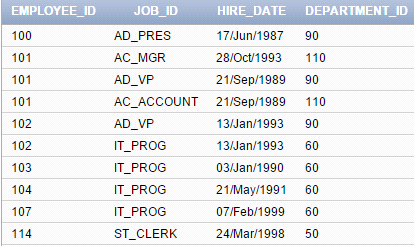 EMPLOYEE_ID JOB_ID HIRE_DATE DEPARTMENT_ID
100 AD_PRES 17/Jun/1987 90
101 AC_MGR 28/Oct/1993 110
101 AD_VP 21/Sep/1989 90
101 AC_ACCOUNT 21/Sep/1989 110
102 AD_VP 13/Jan/1993 90
102 IT_PROG 13/Jan/1993 60
103 IT_PROG 03/Jan/1990 60
104 IT_PROG 21/May/1991 60
107 IT_PROG 07/Feb/1999 60
114 ST_CLERK 24/Mar/1998 50